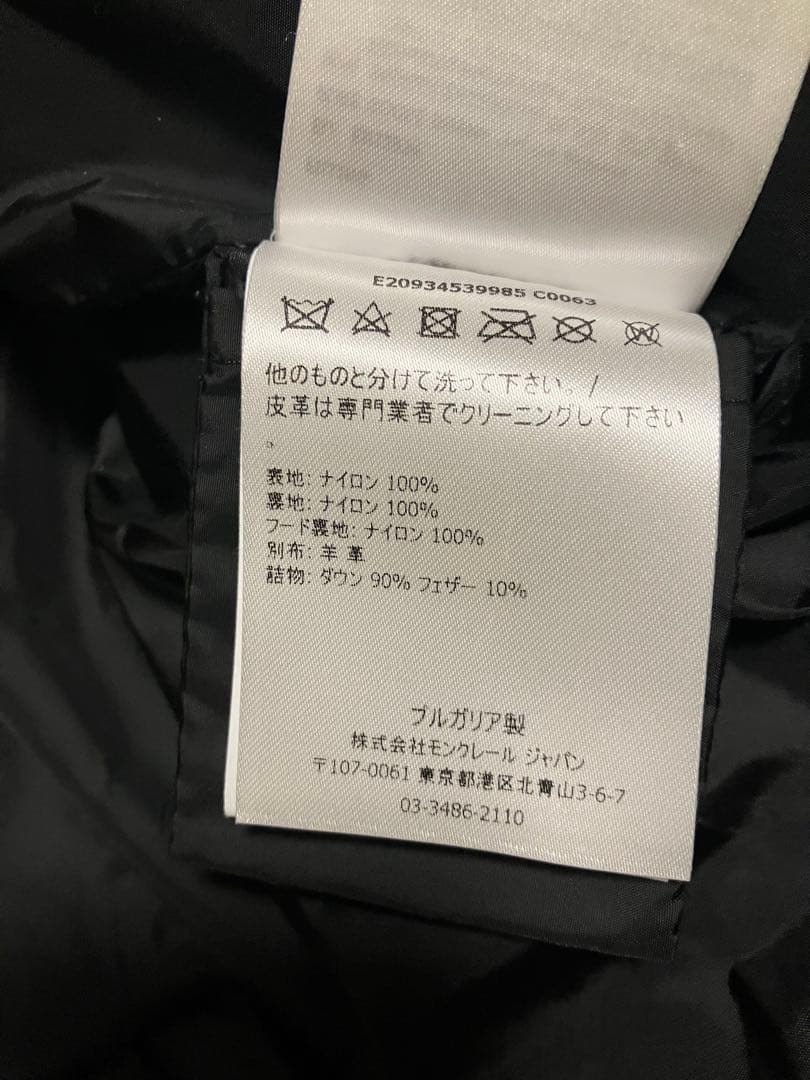 E20934539985 C0063
他のものと分けて洗って下さい。/
皮革は専門業者でクリーニングして下さい
。
表地: ナイロン 100%
裏地: ナイロン 100%
フード裏地: ナイロン 100%
別布: 羊 革
詰物: ダウン 90% フェザー 10%
ブルガリア製
株式会社モンクレール ジャパン
〒107-0061 東京都港区北青山3-6-7
03-3486-2110